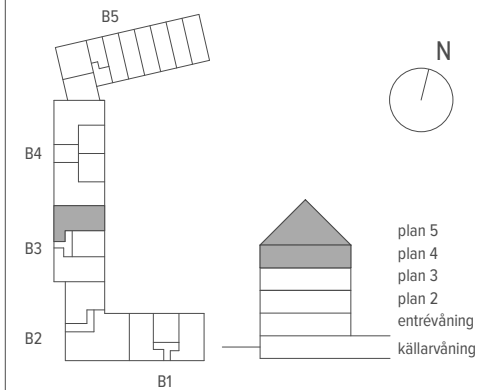 B5
N
B4
B3
B2
B1
plan 5
plan 4
plan 3
plan 2
entrévåning
källarvåning